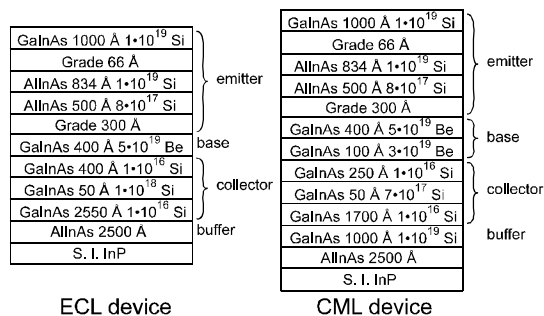 GaInAs 1000 Å 1•10¹⁹ Si
Grade 66 Å
AlInAs 834 Å 1•10¹⁹ Si
AlInAs 500 Å 8•10¹⁷ Si
Grade 300 Å
GaInAs 400 Å 5•10¹⁹ Be
GaInAs 400 Å 1•10¹⁶ Si
GaInAs 50 Å 1•10¹⁸ Si
GaInAs 2550 Å 1•10¹⁶ Si
AlInAs 2500 Å
S. I. InP
emitter
base
collector
buffer
ECL device
GaInAs 1000 Å 1•10¹⁹ Si
Grade 66 Å
AlInAs 834 Å 1•10¹⁹ Si
AlInAs 500 Å 8•10¹⁷ Si
Grade 300 Å
GaInAs 400 Å 5•10¹⁹ Be
GaInAs 100 Å 3•10¹⁹ Be
GaInAs 250 Å 1•10¹⁶ Si
GaInAs 50 Å 7•10¹⁷ Si
GaInAs 1700 Å 1•10¹⁶ Si
GaInAs 1000 Å 1•10¹⁹ Si
AlInAs 2500 Å
S. I. InP
emitter
base
collector
buffer
CML device